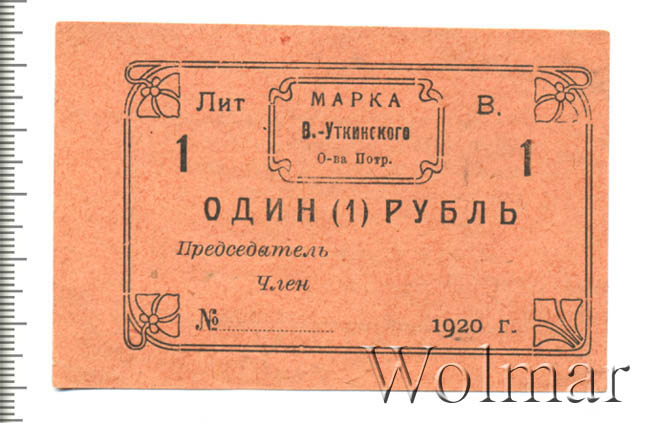 Лит МАРКА В.
В.-Уткинского
О-ва Потр.
1 1
ОДИН (1) РУБЛЬ
Председатель
Член
№ 1920 г.
Wolmar